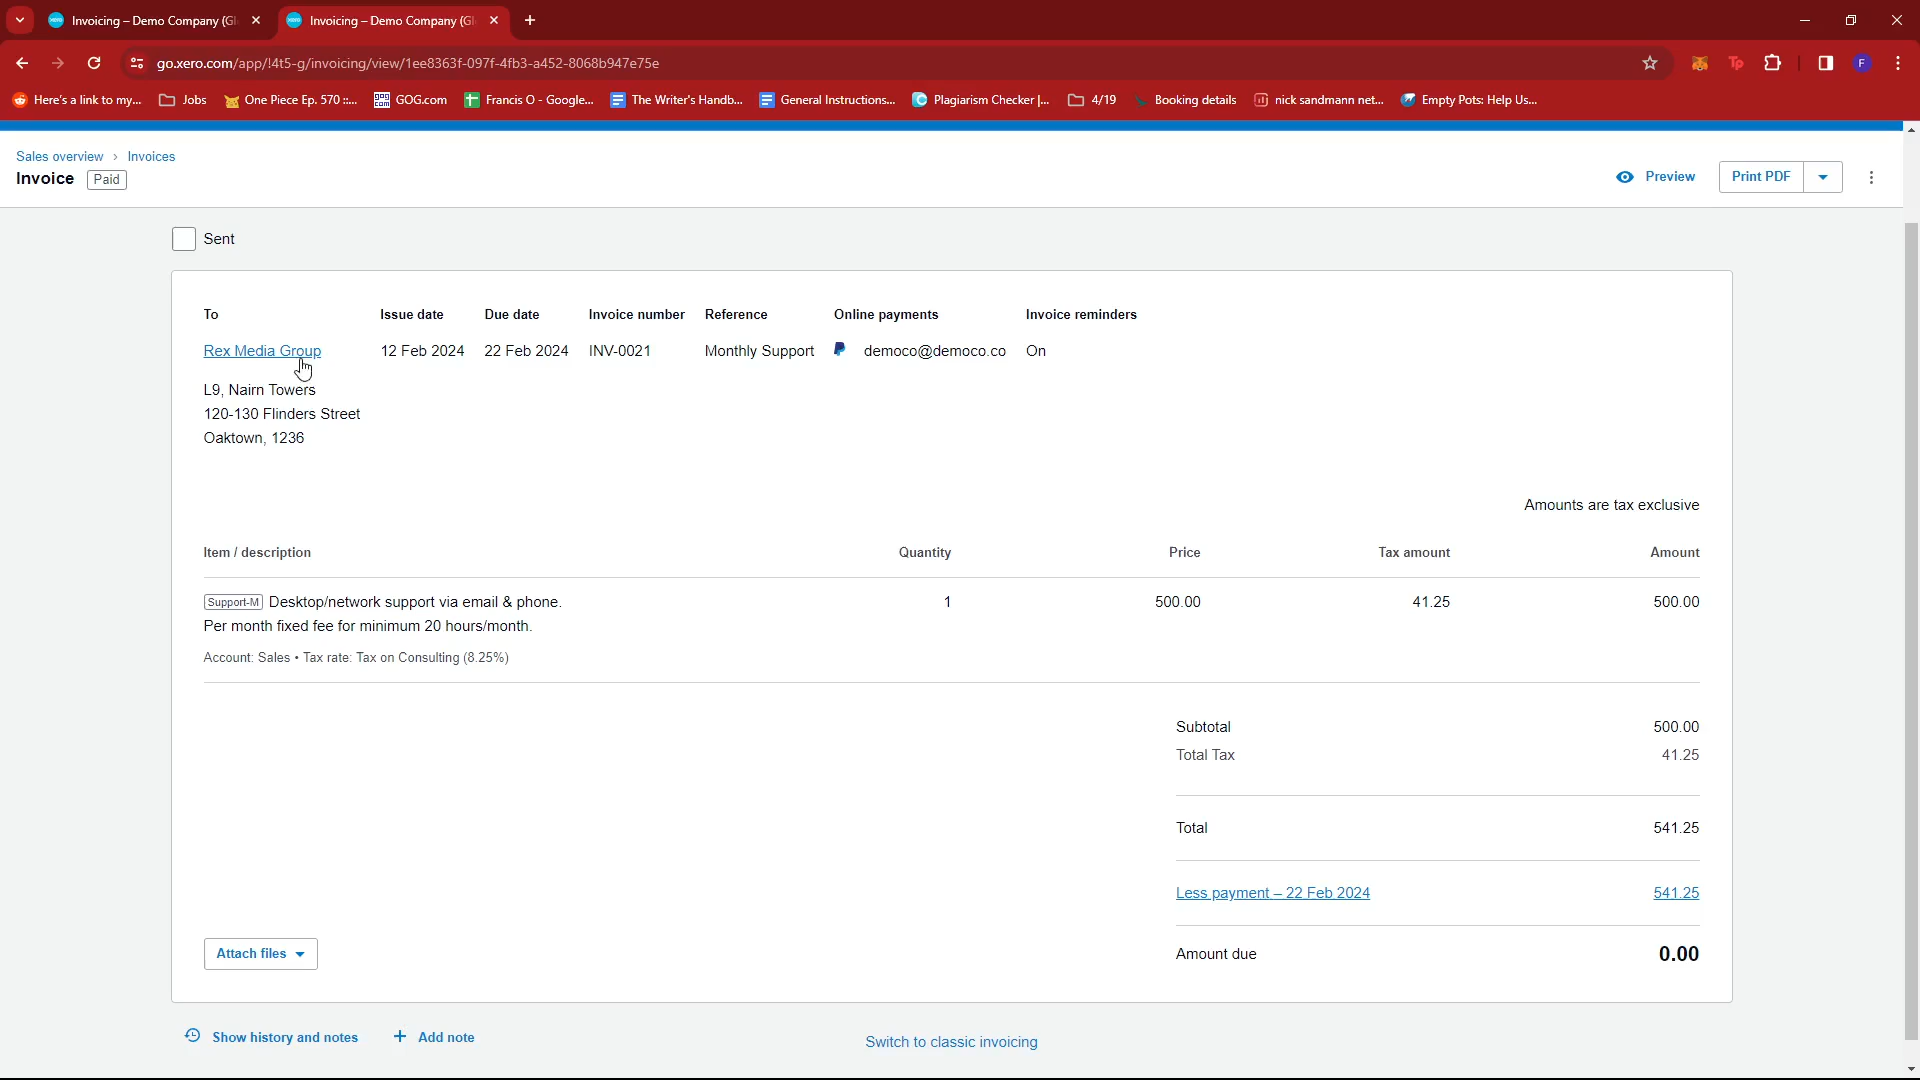 Invoicing – Demo Company (Gl
Invoicing – Demo Company (Gl
go.xero.com/app/!4t5-g/invoicing/view/1ee8363f-097f-4fb3-a452-8068b947e75e
Tp
F
Here's a link to my...
Jobs
One Piece Ep. 570 ::...
GOG.com
Francis O - Google...
The Writer's Handb...
General Instructions...
Plagiarism Checker |...
4/19
Booking details
nick sandmann net...
Empty Pots: Help Us...
Sales overview › Invoices
Invoice Paid
Preview
Print PDF
Sent
To Issue date Due date Invoice number Reference Online payments Invoice reminders
Rex Media Group 12 Feb 2024 22 Feb 2024 INV-0021 Monthly Support democo@democo.co On
L9, Nairn Towers
120-130 Flinders Street
Oaktown, 1236
Amounts are tax exclusive
Item / description Quantity Price Tax amount Amount
Support-M Desktop/network support via email & phone. 1 500.00 41.25 500.00
Per month fixed fee for minimum 20 hours/month.
Account: Sales • Tax rate: Tax on Consulting (8.25%)
Subtotal 500.00
Total Tax 41.25
Total 541.25
Less payment – 22 Feb 2024 541.25
Attach files
Amount due 0.00
Show history and notes
+ Add note
Switch to classic invoicing